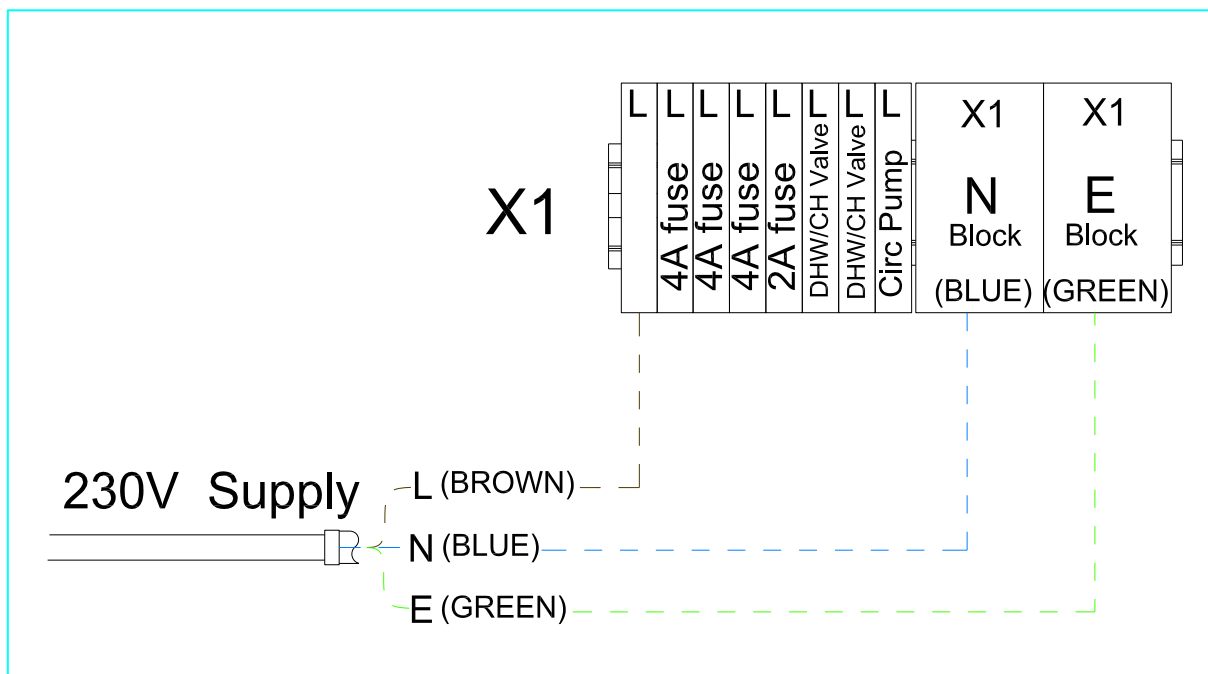 L L L L L L L L
4A fuse
4A fuse
4A fuse
2A fuse
DHW/CH Valve
DHW/CH Valve
Circ Pump
X1 X1
X1
N E
Block Block
(BLUE) (GREEN)
230V Supply
L (BROWN)
N (BLUE)
E (GREEN)